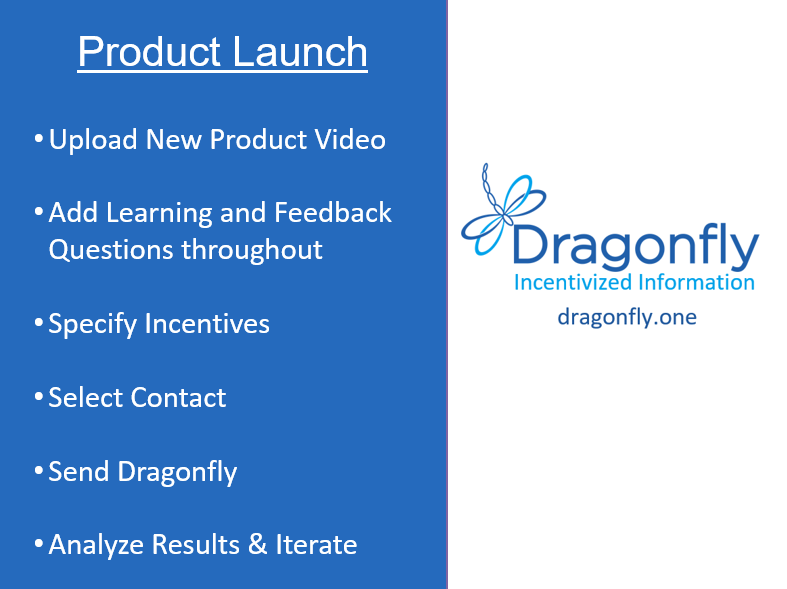 Product Launch
• Upload New Product Video
• Add Learning and Feedback
Questions throughout
• Specify Incentives
• Select Contact
• Send Dragonfly
• Analyze Results & Iterate
Dragonfly
Incentivized Information
dragonfly.one